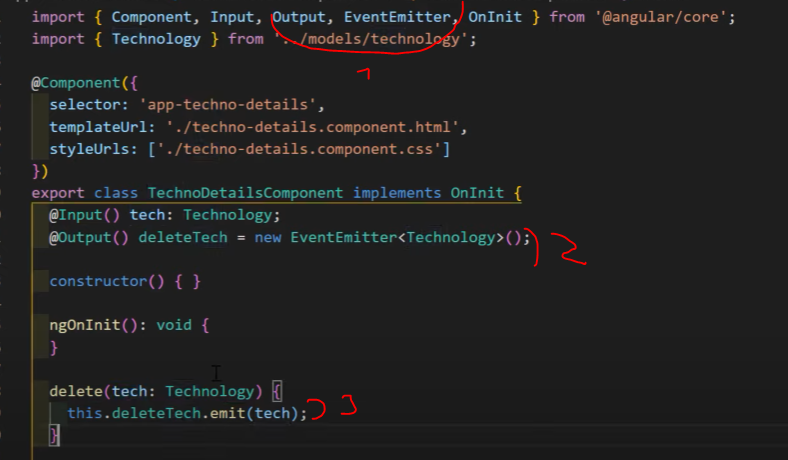 import { Component, Input, Output, EventEmitter, OnInit } from '@angular/core';
import { Technology } from '../models/technology';
1
@Component({
selector: 'app-techno-details',
templateUrl: './techno-details.component.html',
styleUrls: ['./techno-details.component.css']
})
export class TechnoDetailsComponent implements OnInit {
@Input() tech: Technology;
@Output() deleteTech = new EventEmitter<Technology>(); 2
constructor() { }
ngOnInit(): void {
}
delete(tech: Technology) {
this.deleteTech.emit(tech); 3
}